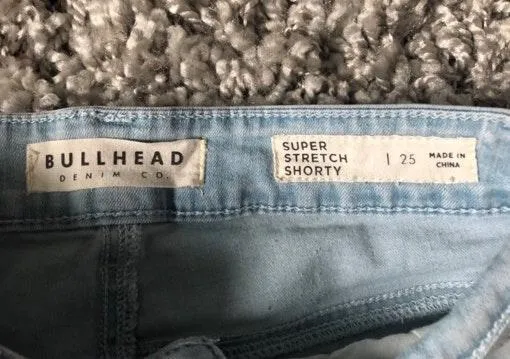 BULLHEAD
DENIM CO.
SUPER
STRETCH
SHORTY
| 25
MADE IN
CHINA